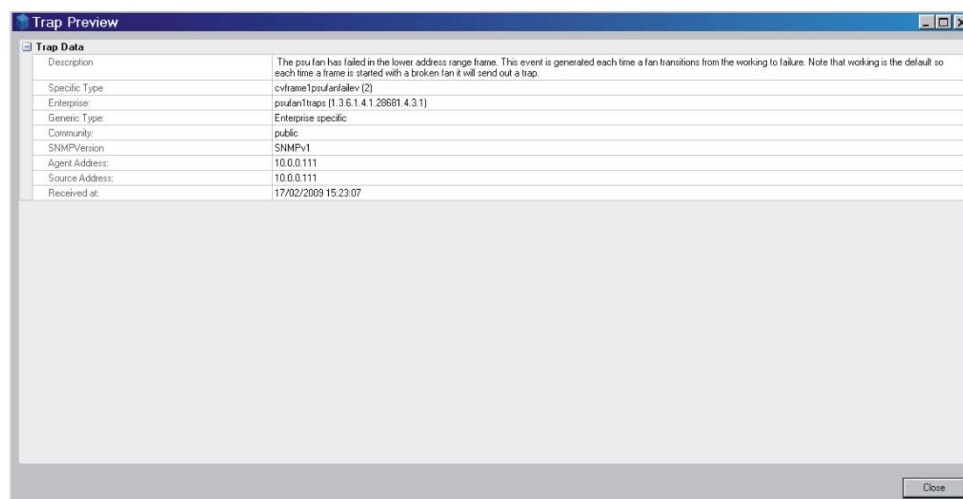 Trap Preview
Trap Data
Description The psu fan has failed in the lower address range frame. This event is generated each time a fan transitions from the working to failure. Note that working is the default so
each time a frame is started with a broken fan it will send out a trap.
Specific Type cvframe1psufanfailev (2)
Enterprise: psufan1traps (1.3.6.1.4.1.28681.4.3.1)
Generic Type: Enterprise specific
Community: public
SNMPVersion SNMPv1
Agent Address: 10.0.0.111
Source Address: 10.0.0.111
Received at: 17/02/2009 15:23:07
Close